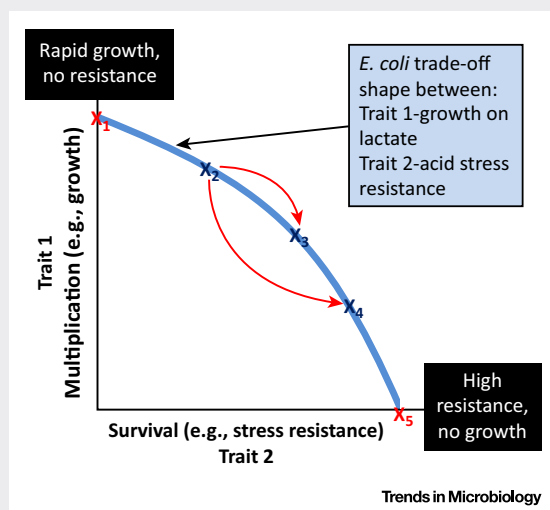 Rapid growth,
no resistance
E. coli trade-off
shape between:
Trait 1-growth on
lactate
Trait 2-acid stress
resistance
X1
X2
X3
X4
X5
Trait 1
Multiplication (e.g., growth)
High
resistance,
no growth
Survival (e.g., stress resistance)
Trait 2
Trends in Microbiology